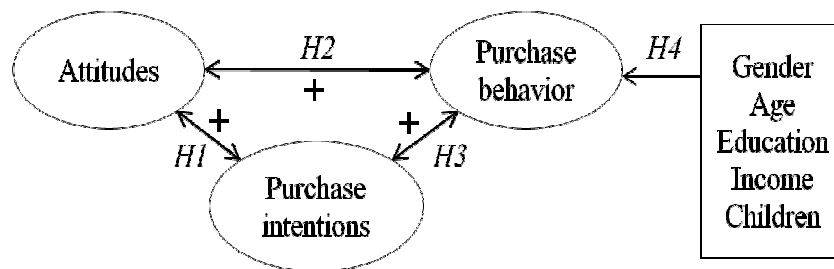 Attitudes
H2
+
Purchase
behavior
H4
Gender
Age
Education
Income
Children
+
H1
+
H3
Purchase
intentions